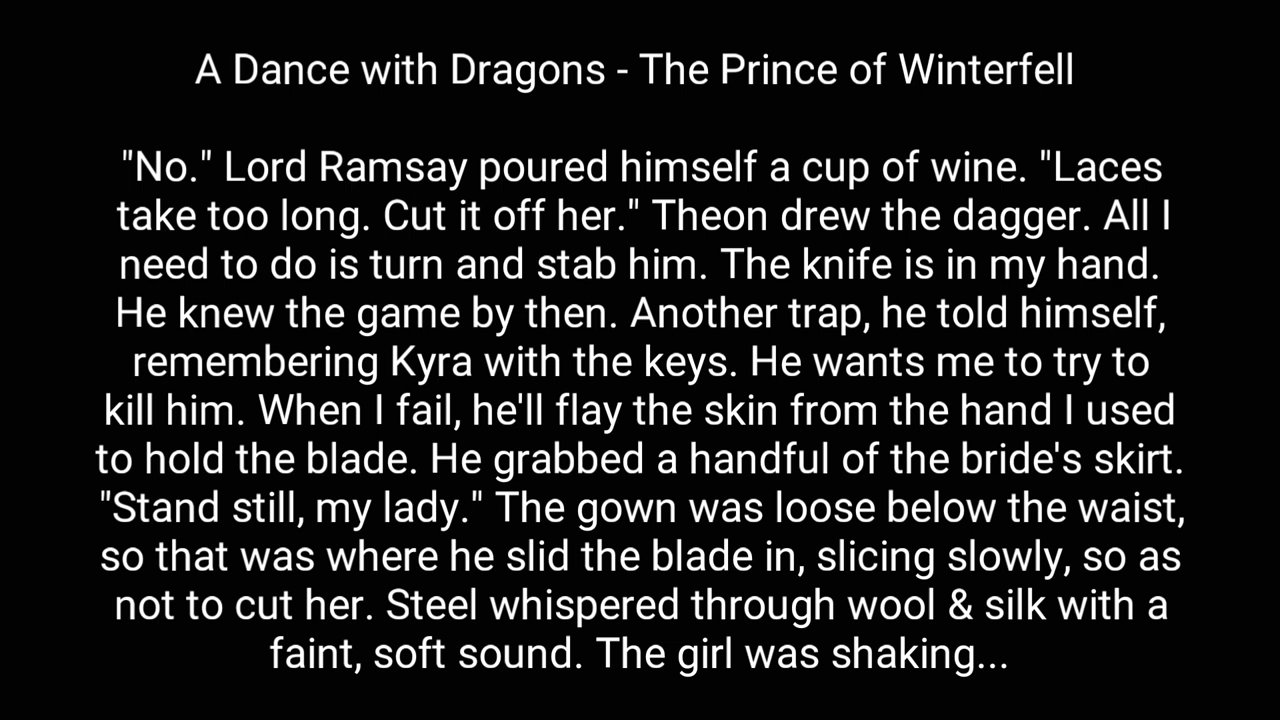 A Dance with Dragons - The Prince of Winterfell
"No." Lord Ramsay poured himself a cup of wine. "Laces
take too long. Cut it off her." Theon drew the dagger. All I
need to do is turn and stab him. The knife is in my hand.
He knew the game by then. Another trap, he told himself,
remembering Kyra with the keys. He wants me to try to
kill him. When I fail, he'll flay the skin from the hand I used
to hold the blade. He grabbed a handful of the bride's skirt.
"Stand still, my lady." The gown was loose below the waist,
so that was where he slid the blade in, slicing slowly, so as
not to cut her. Steel whispered through wool & silk with a
faint, soft sound. The girl was shaking...